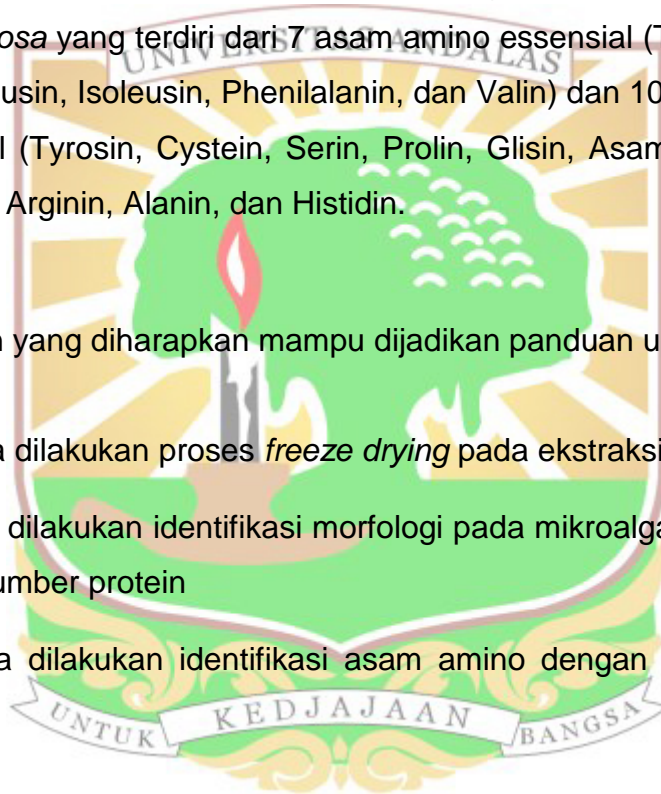 osa yang terdiri dari 7 asam amino essensial (T
UNIVERSITAS ANDALAS
usin, Isoleusin, Phenilalanin, dan Valin) dan 10
l (Tyrosin, Cystein, Serin, Prolin, Glisin, Asam
Arginin, Alanin, dan Histidin.
n yang diharapkan mampu dijadikan panduan u
a dilakukan proses freeze drying pada ekstraksi
dilakukan identifikasi morfologi pada mikroalga
umber protein
a dilakukan identifikasi asam amino dengan
UNTUK KEDJAJAAN BANGSA